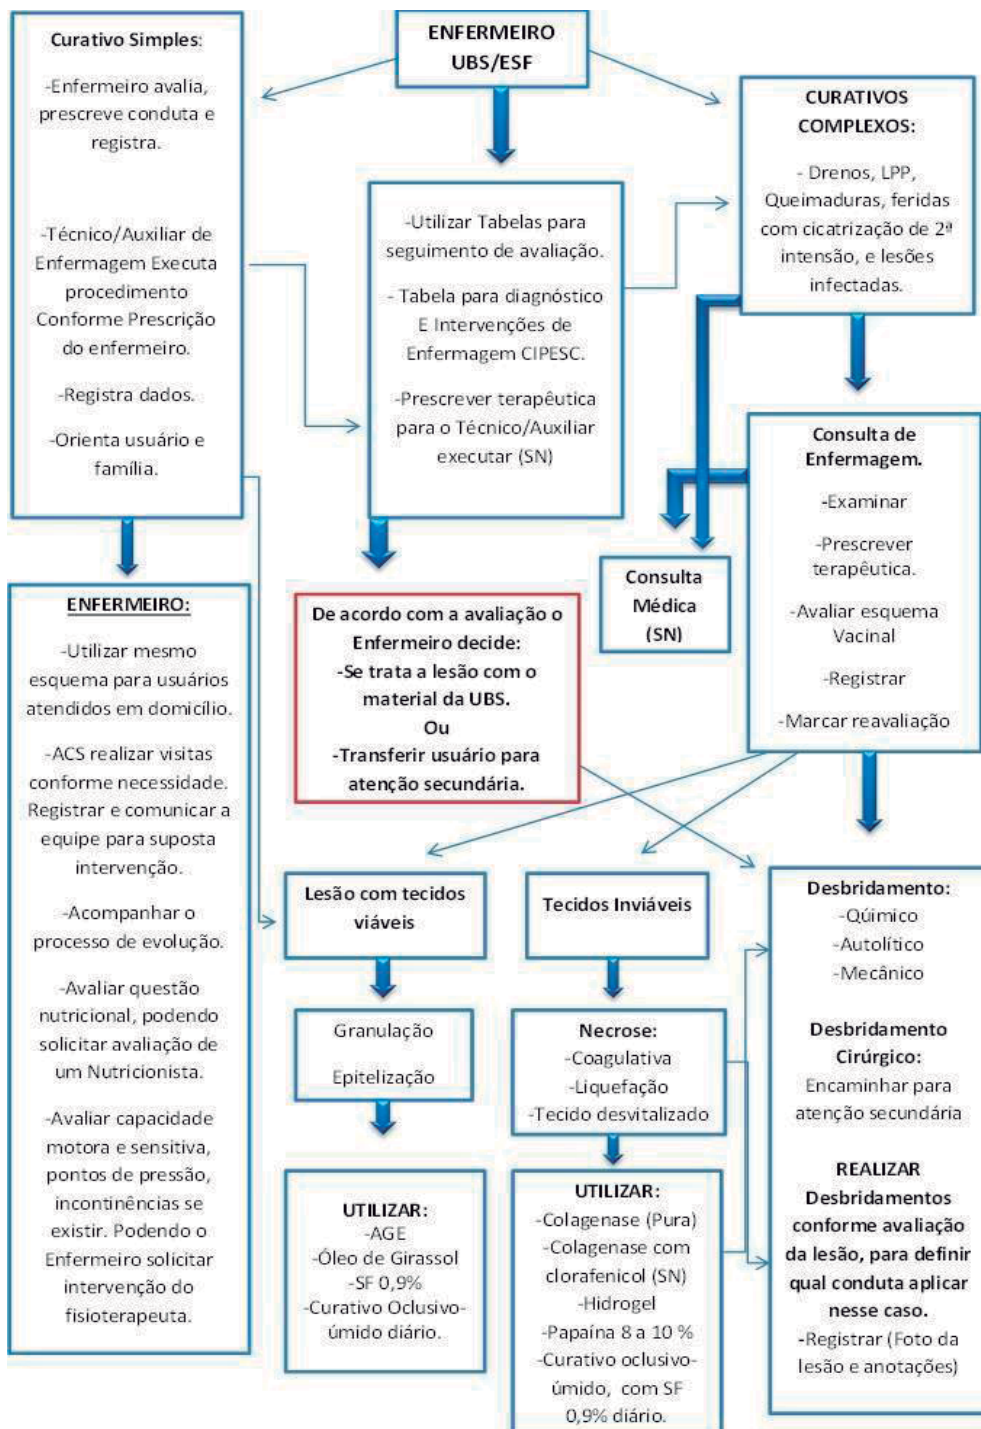 ENFERMEIRO
UBS/ESF
Curativo Simples:
-Enfermeiro avalia,
prescreve conduta e
registra.
-Técnico/Auxiliar de
Enfermagem Executa
procedimento
Conforme Prescrição
do enfermeiro.
-Registra dados.
-Orienta usuário e
família.
-Utilizar Tabelas para
seguimento de avaliação.
- Tabela para diagnóstico
E Intervenções de
Enfermagem CIPESC.
-Prescrever terapêutica
para o Técnico/Auxiliar
executar (SN)
CURATIVOS
COMPLEXOS:
- Drenos, LPP,
Queimaduras, feridas
com cicatrização de 2ª
intensão, e lesões
infectadas.
Consulta de
Enfermagem.
-Examinar
-Prescrever
terapêutica.
-Avaliar esquema
Vacinal
-Registrar
-Marcar reavaliação
Consulta
Médica
(SN)
De acordo com a avaliação o
Enfermeiro decide:
-Se trata a lesão com o
material da UBS.
Ou
-Transferir usuário para
atenção secundária.
ENFERMEIRO:
-Utilizar mesmo
esquema para usuários
atendidos em domicílio.
-ACS realizar visitas
conforme necessidade.
Registrar e comunicar a
equipe para suposta
intervenção.
-Acompanhar o
processo de evolução.
-Avaliar questão
nutricional, podendo
solicitar avaliação de
um Nutricionista.
-Avaliar capacidade
motora e sensitiva,
pontos de pressão,
incontinências se
existir. Podendo o
Enfermeiro solicitar
intervenção do
fisioterapeuta.
Lesão com tecidos
viáveis
Granulação
Epitelização
UTILIZAR:
-AGE
-Óleo de Girassol
-SF 0,9%
-Curativo Oclusivo-
úmido diário.
Tecidos Inviáveis
Necrose:
-Coagulativa
-Liquefação
-Tecido desvitalizado
UTILIZAR:
-Colagenase (Pura)
-Colagenase com
clorafenicol (SN)
-Hidrogel
-Papaína 8 a 10 %
-Curativo oclusivo-
úmido, com SF
0,9% diário.
Desbridamento:
-Qúimico
-Autolítico
-Mecânico
Desbridamento
Cirúrgico:
Encaminhar para
atenção secundária
REALIZAR
Desbridamentos
conforme avaliação
da lesão, para definir
qual conduta aplicar
nesse caso.
-Registrar (Foto da
lesão e anotações)